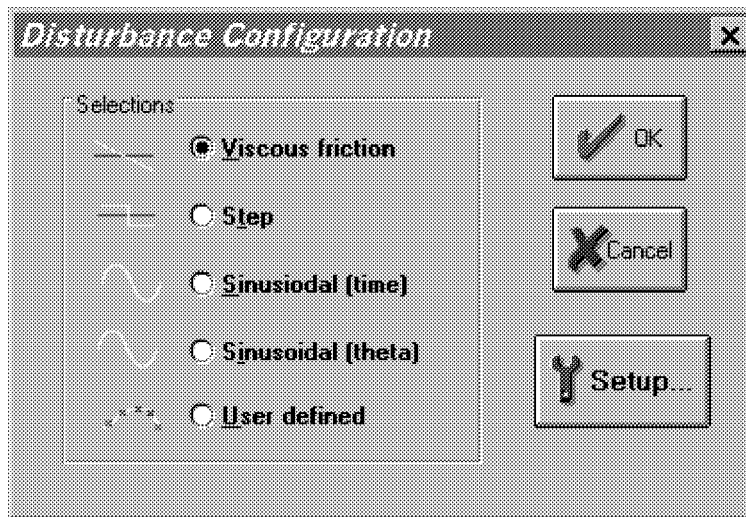 Disturbance Configuration
Selections
Viscous friction
Step
Sinusiodal (time)
Sinusoidal (theta)
User defined
OK
Cancel
Setup...